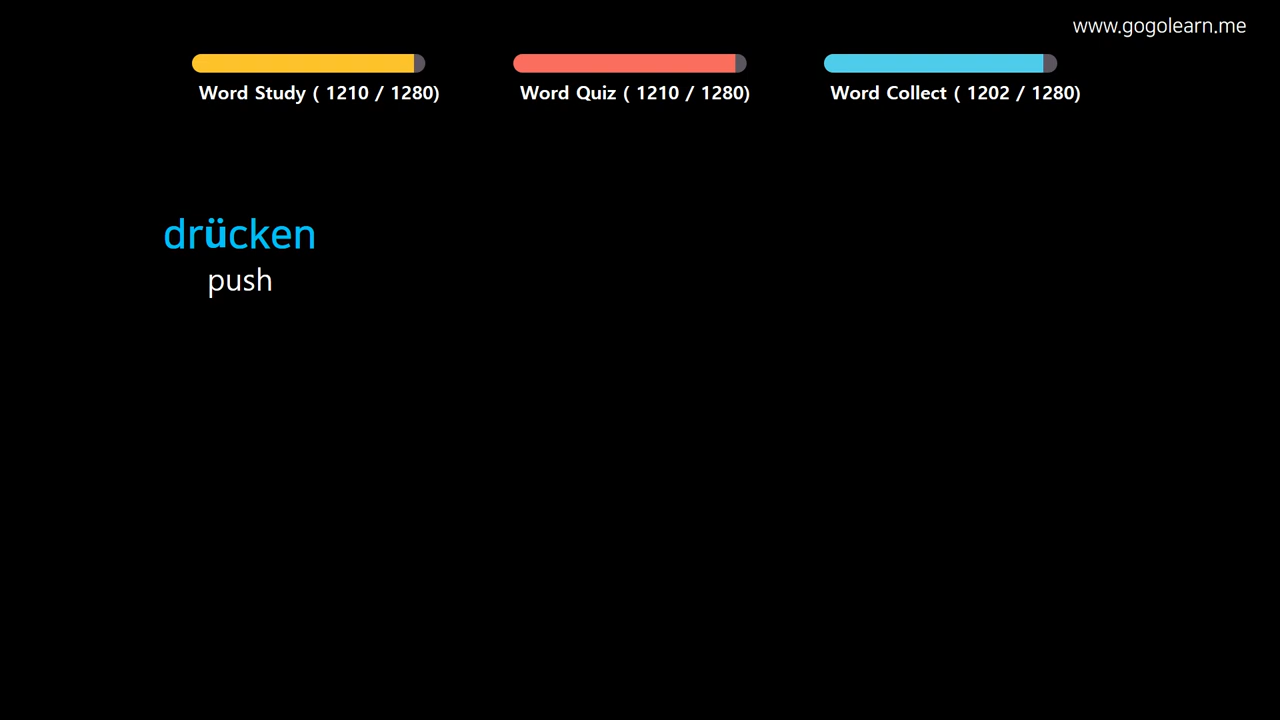 www.gogolearn.me
Word Study ( 1210 / 1280)
Word Quiz ( 1210 / 1280)
Word Collect ( 1202 / 1280)
drücken
push